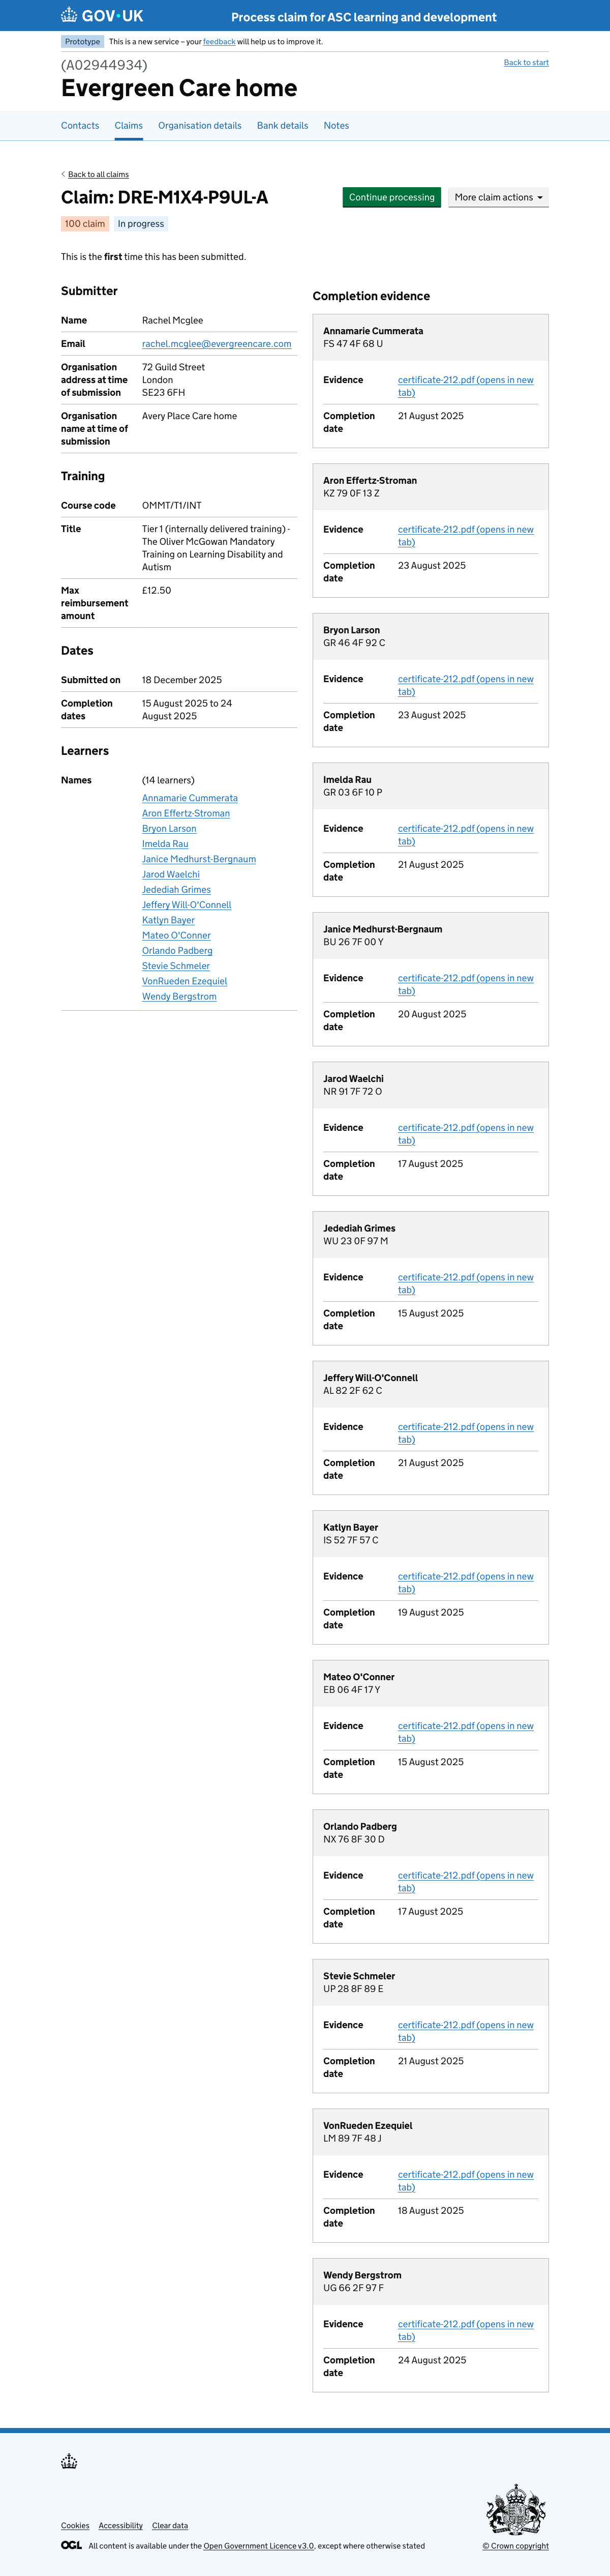 GOV.UK
Process claim for ASC learning and development
Prototype
This is a new service – your feedback will help us to improve it.
(A02944934)
Back to start
Evergreen Care home
Contacts
Claims
Organisation details
Bank details
Notes
Back to all claims
Claim: DRE-M1X4-P9UL-A
Continue processing
More claim actions
100 claim
In progress
This is the first time this has been submitted.
Submitter
Name
Rachel Mcglee
Email
rachel.mcglee@evergreencare.com
Organisation
address at time
of submission
72 Guild Street
London
SE23 6FH
Organisation
name at time of
submission
Avery Place Care home
Training
Course code
OMMT/T1/INT
Title
Tier 1 (internally delivered training) -
The Oliver McGowan Mandatory
Training on Learning Disability and
Autism
Max
reimbursement
amount
£12.50
Dates
Submitted on
18 December 2025
Completion
dates
15 August 2025 to 24
August 2025
Learners
Names
(14 learners)
Annamarie Cummerata
Aron Effertz-Stroman
Bryon Larson
Imelda Rau
Janice Medhurst-Bergnaum
Jarod Waelchi
Jedediah Grimes
Jeffery Will-O'Connell
Katlyn Bayer
Mateo O'Conner
Orlando Padberg
Stevie Schmeler
VonRueden Ezequiel
Wendy Bergstrom
Completion evidence
Annamarie Cummerata
FS 47 4F 68 U
Evidence
certificate-212.pdf (opens in new
tab)
Completion
date
21 August 2025
Aron Effertz-Stroman
KZ 79 0F 13 Z
Evidence
certificate-212.pdf (opens in new
tab)
Completion
date
23 August 2025
Bryon Larson
GR 46 4F 92 C
Evidence
certificate-212.pdf (opens in new
tab)
Completion
date
23 August 2025
Imelda Rau
GR 03 6F 10 P
Evidence
certificate-212.pdf (opens in new
tab)
Completion
date
21 August 2025
Janice Medhurst-Bergnaum
BU 26 7F 00 Y
Evidence
certificate-212.pdf (opens in new
tab)
Completion
date
20 August 2025
Jarod Waelchi
NR 91 7F 72 O
Evidence
certificate-212.pdf (opens in new
tab)
Completion
date
17 August 2025
Jedediah Grimes
WU 23 0F 97 M
Evidence
certificate-212.pdf (opens in new
tab)
Completion
date
15 August 2025
Jeffery Will-O'Connell
AL 82 2F 62 C
Evidence
certificate-212.pdf (opens in new
tab)
Completion
date
21 August 2025
Katlyn Bayer
IS 52 7F 57 C
Evidence
certificate-212.pdf (opens in new
tab)
Completion
date
19 August 2025
Mateo O'Conner
EB 06 4F 17 Y
Evidence
certificate-212.pdf (opens in new
tab)
Completion
date
15 August 2025
Orlando Padberg
NX 76 8F 30 D
Evidence
certificate-212.pdf (opens in new
tab)
Completion
date
17 August 2025
Stevie Schmeler
UP 28 8F 89 E
Evidence
certificate-212.pdf (opens in new
tab)
Completion
date
21 August 2025
VonRueden Ezequiel
LM 89 7F 48 J
Evidence
certificate-212.pdf (opens in new
tab)
Completion
date
18 August 2025
Wendy Bergstrom
UG 66 2F 97 F
Evidence
certificate-212.pdf (opens in new
tab)
Completion
date
24 August 2025
Cookies
Accessibility
Clear data
OGL
All content is available under the Open Government Licence v3.0, except where otherwise stated
© Crown copyright